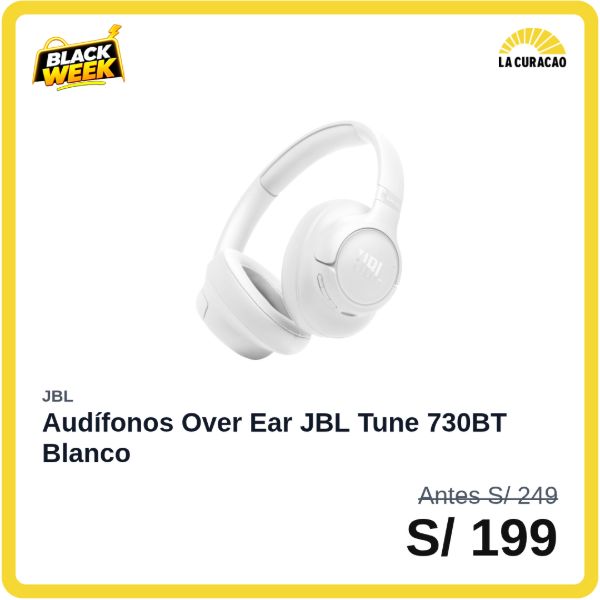 BLACK
WEEK
LA CURACAO
JBL
JBL
Audífonos Over Ear JBL Tune 730BT
Blanco
Antes S/ 249
S/ 199